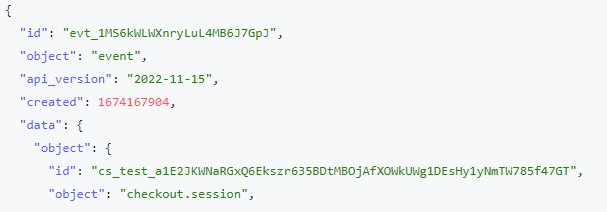 {
"id": "evt_1MS6kWLWXnryLuL4MB6J7GpJ",
"object": "event",
"api_version": "2022-11-15",
"created": 1674167904,
"data": {
"object": {
"id": "cs_test_a1E2JKWNaRGxQ6Ekszr635BDtMBOjAfXOWkUWg1DEsHy1yNmTW785f47GT",
"object": "checkout.session",